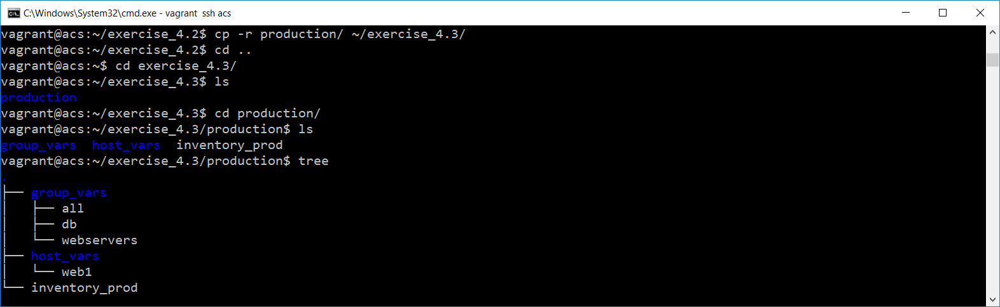 C:\Windows\System32\cmd.exe - vagrant  ssh acs
vagrant@acs:~/exercise_4.2$ cp -r production/ ~/exercise_4.3/
vagrant@acs:~/exercise_4.2$ cd ..
vagrant@acs:~$ cd exercise_4.3/
vagrant@acs:~/exercise_4.3$ ls
production
vagrant@acs:~/exercise_4.3$ cd production/
vagrant@acs:~/exercise_4.3/production$ ls
group_vars  host_vars  inventory_prod
vagrant@acs:~/exercise_4.3/production$ tree
.
├── group_vars
│   ├── all
│   ├── db
│   └── webservers
├── host_vars
│   └── web1
└── inventory_prod